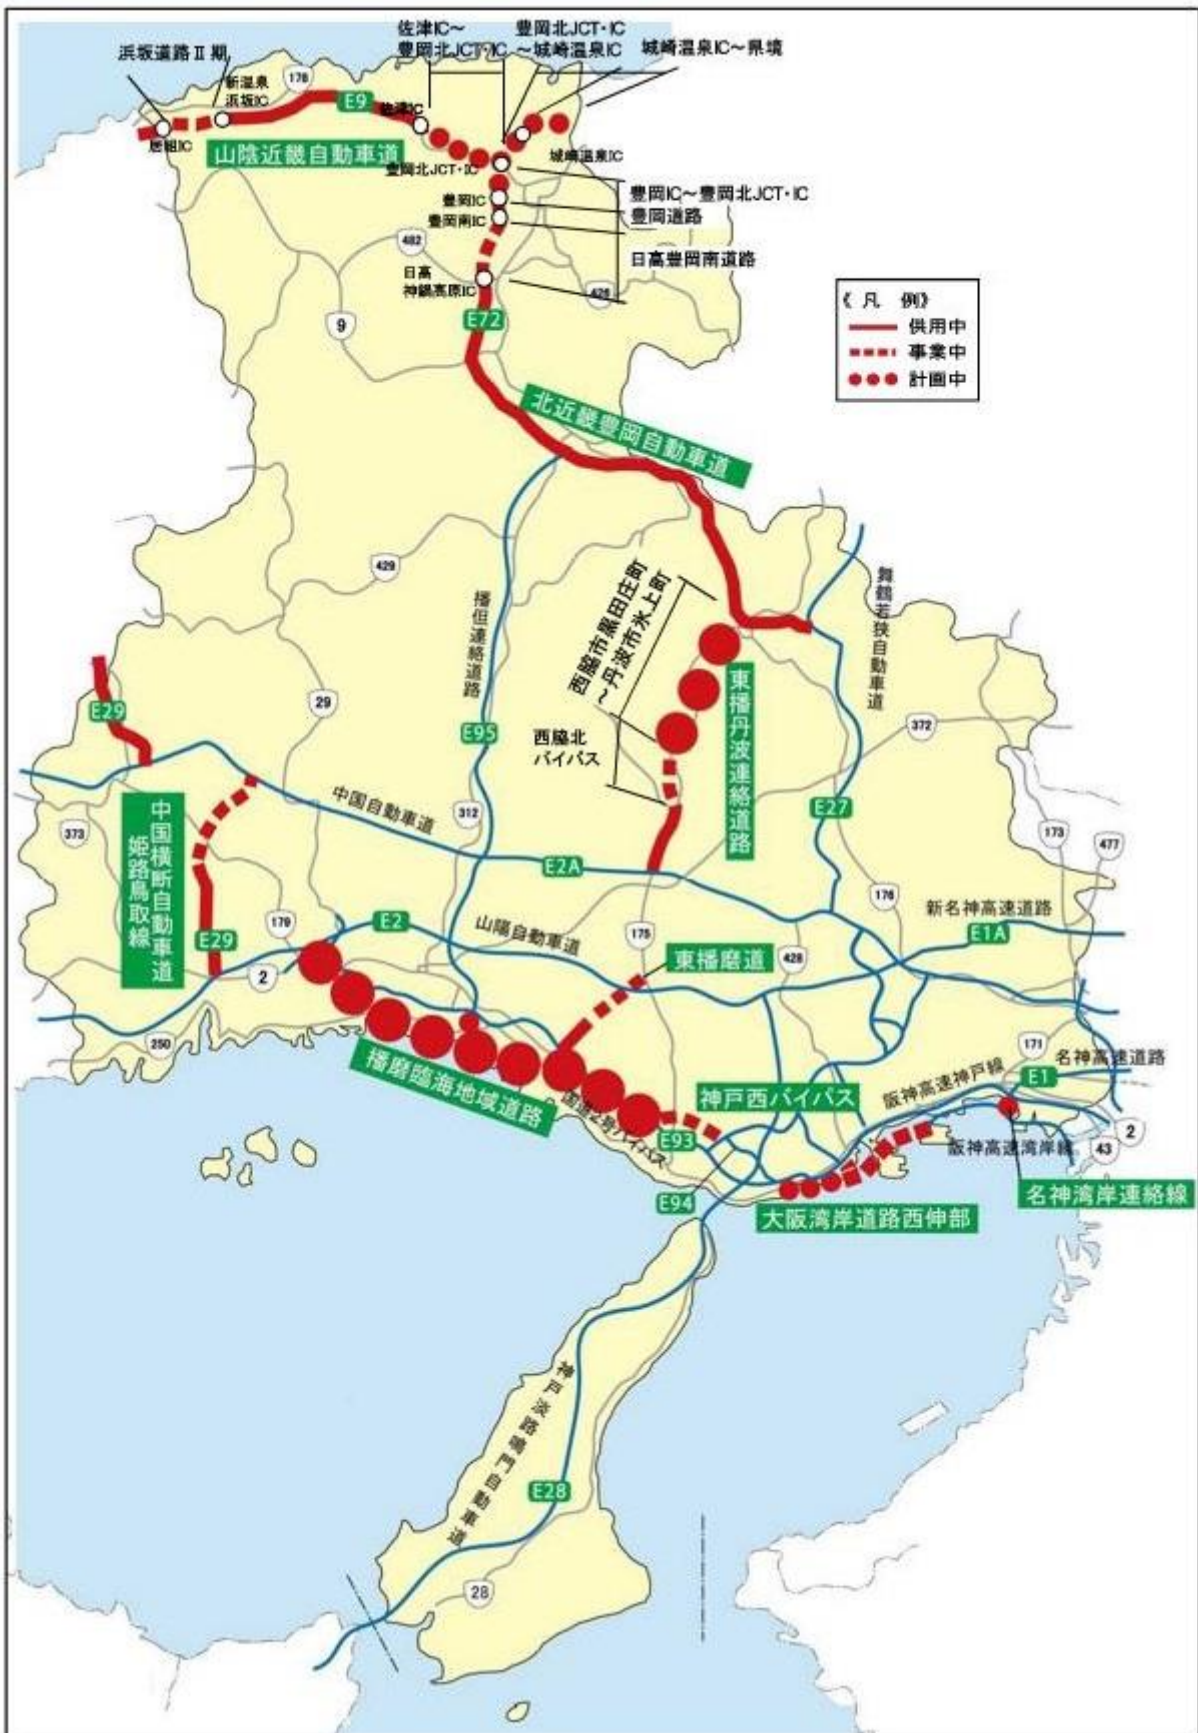 佐津IC～
豊岡北JCT・IC
豊岡北JCT・IC
～城崎温泉IC
城崎温泉IC～県境
浜坂道路Ⅱ期
新温泉
浜坂IC
178
E9
佐津IC
居組IC
山陰近畿自動車道
豊岡北JCT・IC
城崎温泉IC
豊岡IC
豊岡南IC
豊岡IC～豊岡北JCT・IC
豊岡道路
日高豊岡南道路
482
日高
神鍋高原IC
426
9
E72
《凡 例》
供用中
事業中
計画中
北近畿豊岡自動車道
429
播但連絡道路
西脇市黒田庄町
～丹波市氷上町
舞鶴若狭自動車道
東播丹波連絡道路
E29
29
E95
西脇北
バイパス
372
中国自動車道
312
E27
373
中国横断自動車道
姫路鳥取線
E2A
173
477
179
E2
山陽自動車道
175
176
新名神高速道路
E1A
E29
2
東播磨道
428
250
播磨臨海地域道路
国道2号バイパス
神戸西バイパス
E93
阪神高速神戸線
171
名神高速道路
E1
阪神高速湾岸線
2
43
E94
大阪湾岸道路西伸部
名神湾岸連絡線
神戸淡路鳴門自動車道
E28
28